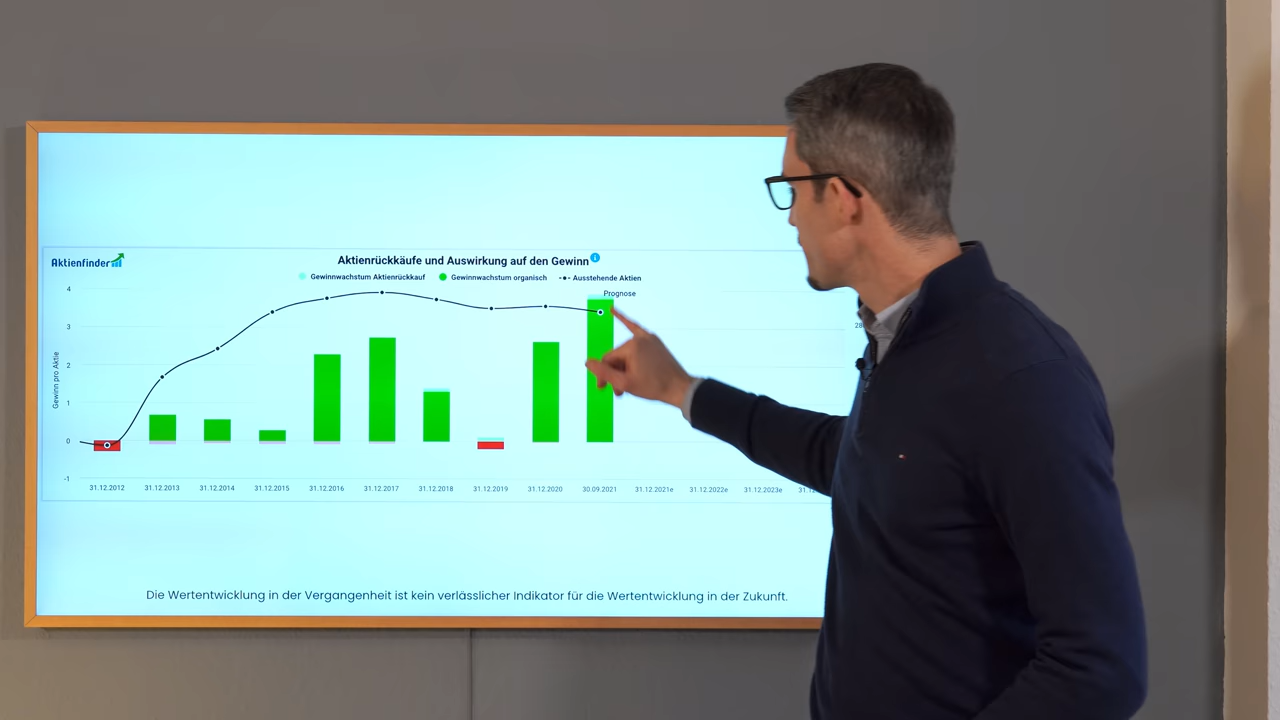 Aktienfinder
Aktienrückkäufe und Auswirkung auf den Gewinn
Gewinnwachstum Aktienrückkauf Gewinnwachstum organisch Ausstehende Aktien
Prognose
4
3
2
1
0
-1
Gewinn pro Aktie
28
31.12.2012 31.12.2013 31.12.2014 31.12.2015 31.12.2016 31.12.2017 31.12.2018 31.12.2019 31.12.2020 30.09.2021 31.12.2021e 31.12.2022e 31.12.2023e
Die Wertentwicklung in der Vergangenheit ist kein verlässlicher Indikator für die Wertentwicklung in der Zukunft.